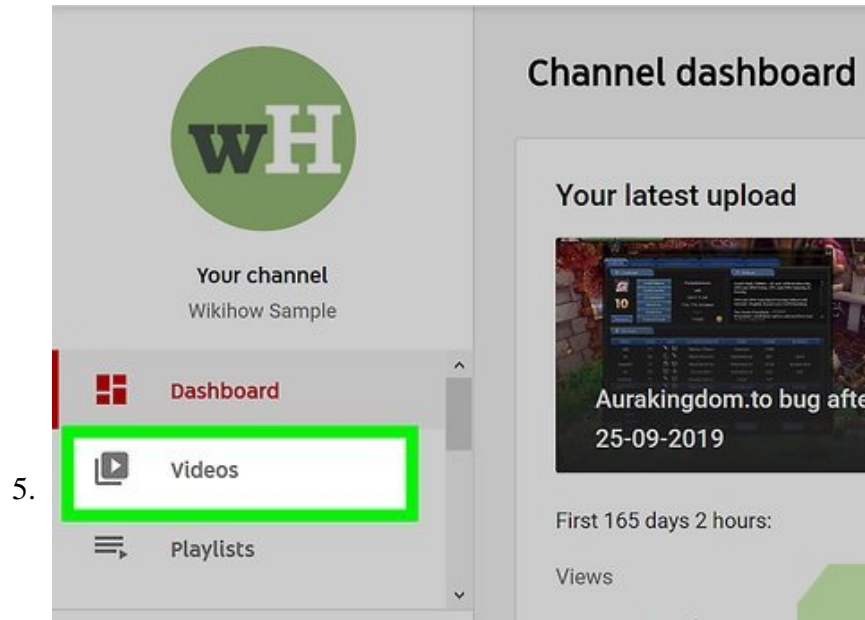 wH
Your channel
Wikihow Sample
Dashboard
Videos
Playlists
5.
Channel dashboard
Your latest upload
10
Aurakingdom.to bug afte
25-09-2019
First 165 days 2 hours:
Views